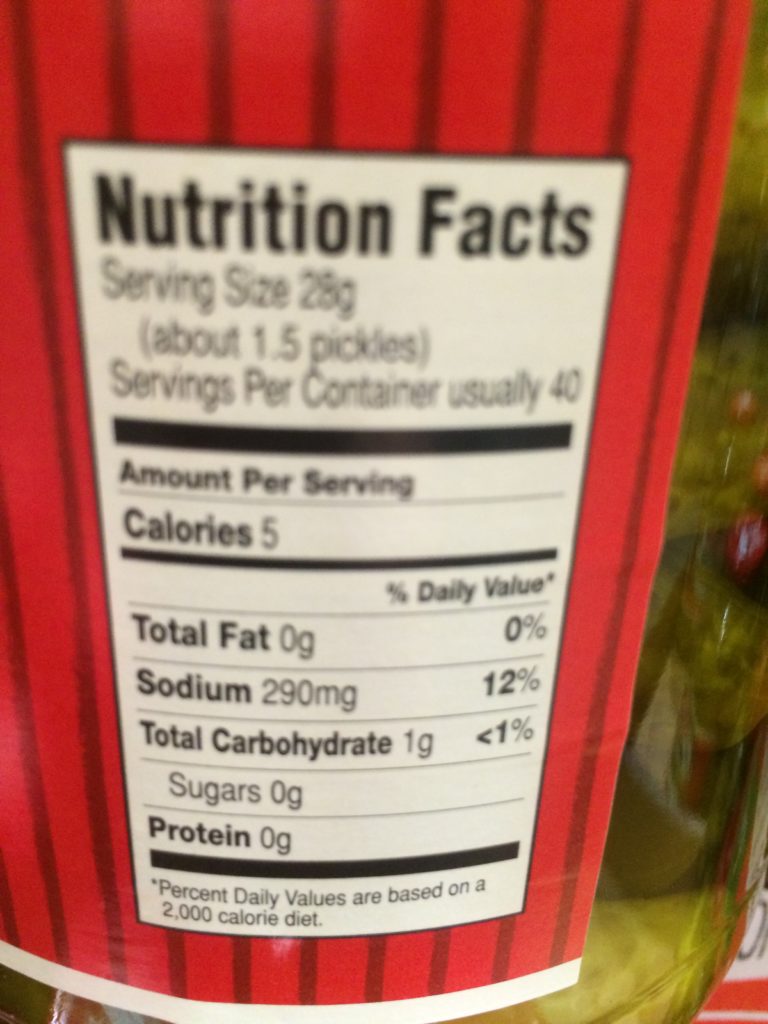 Nutrition Facts
Serving Size 28g
(about 1.5 pickles)
Servings Per Container usually 40
Amount Per Serving
Calories 5
% Daily Value*
Total Fat 0g 0%
Sodium 290mg 12%
Total Carbohydrate 1g <1%
Sugars 0g
Protein 0g
*Percent Daily Values are based on a
2,000 calorie diet.